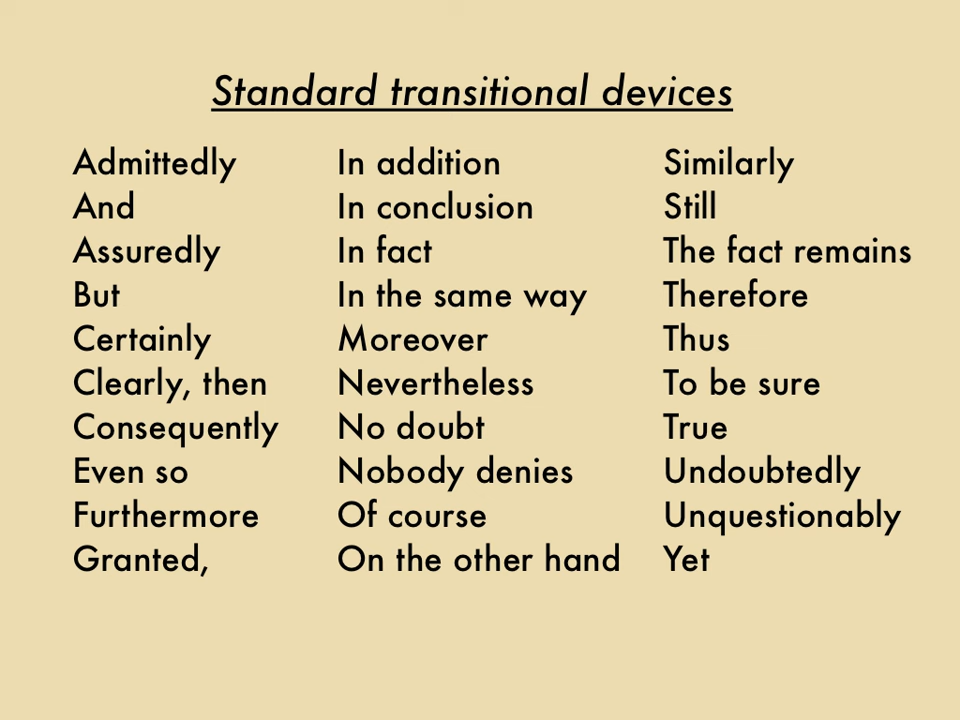 Standard transitional devices
Admittedly
And
Assuredly
But
Certainly
Clearly, then
Consequently
Even so
Furthermore
Granted,
In addition
In conclusion
In fact
In the same way
Moreover
Nevertheless
No doubt
Nobody denies
Of course
On the other hand
Similarly
Still
The fact remains
Therefore
Thus
To be sure
True
Undoubtedly
Unquestionably
Yet